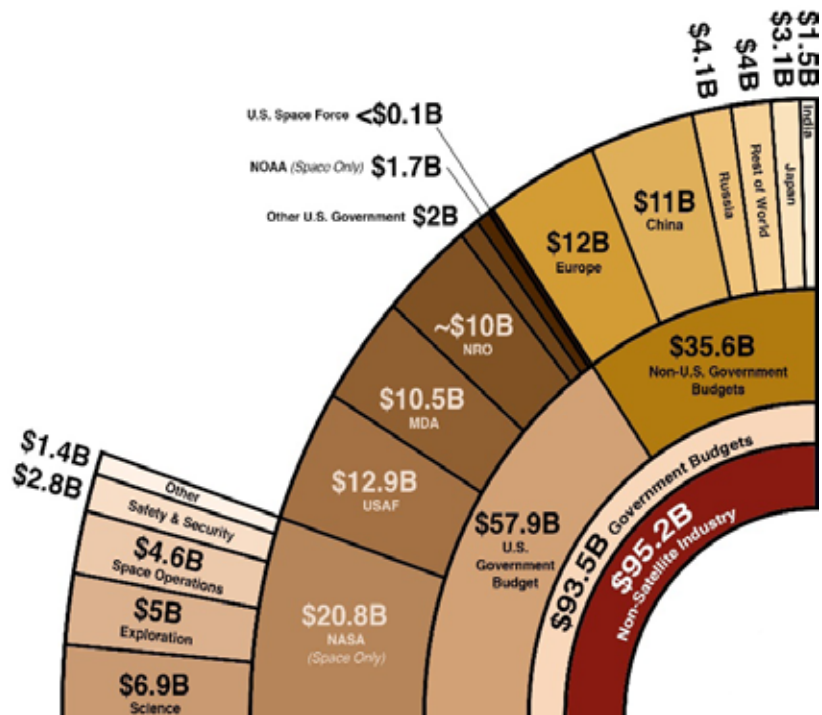 $1.5B
$3.1B
$4B
$4.1B
India
Japan
Rest of World
Russia
$11B
China
$12B
Europe
U.S. Space Force <$0.1B
NOAA (Space Only) $1.7B
Other U.S. Government $2B
~$10B
NRO
$10.5B
MDA
$12.9B
USAF
$20.8B
NASA
(Space Only)
$35.6B
Non-U.S. Government
Budgets
$57.9B
U.S.
Government
Budget
$93.5B Government Budgets
$95.2B
Non-Satellite Industry
$1.4B
Other
$2.8B
Safety & Security
$4.6B
Space Operations
$5B
Exploration
$6.9B
Science